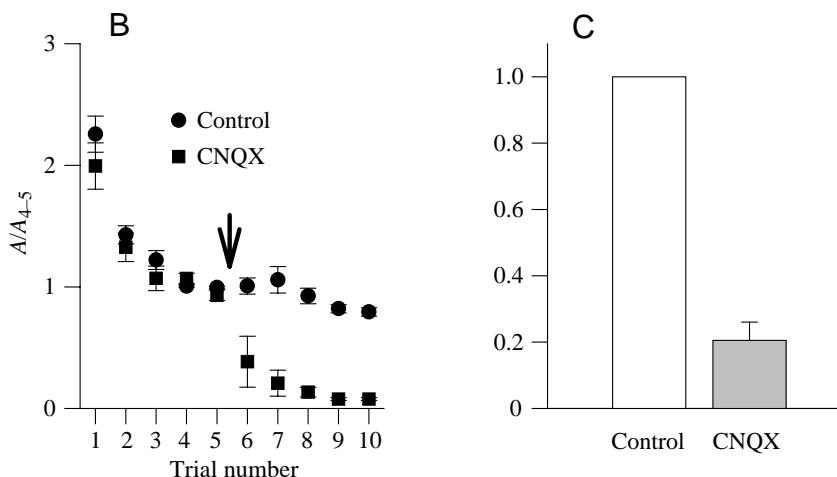 B
3
2
1
0
A/A4–5
Control
CNQX
1 2 3 4 5 6 7 8 9 10
Trial number
C
1.0
0.8
0.6
0.4
0.2
0
Control CNQX